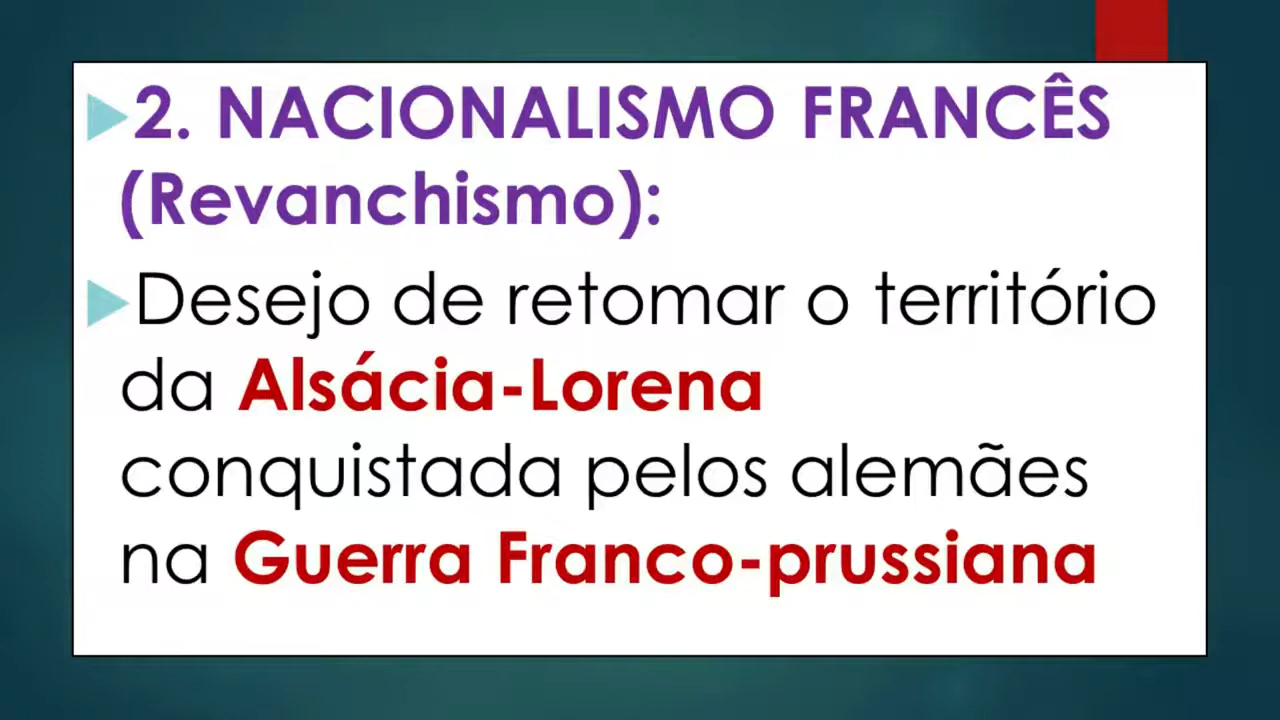 2. NACIONALISMO FRANCÊS
(Revanchismo):
Desejo de retomar o território
da Alsácia-Lorena
conquistada pelos alemães
na Guerra Franco-prussiana